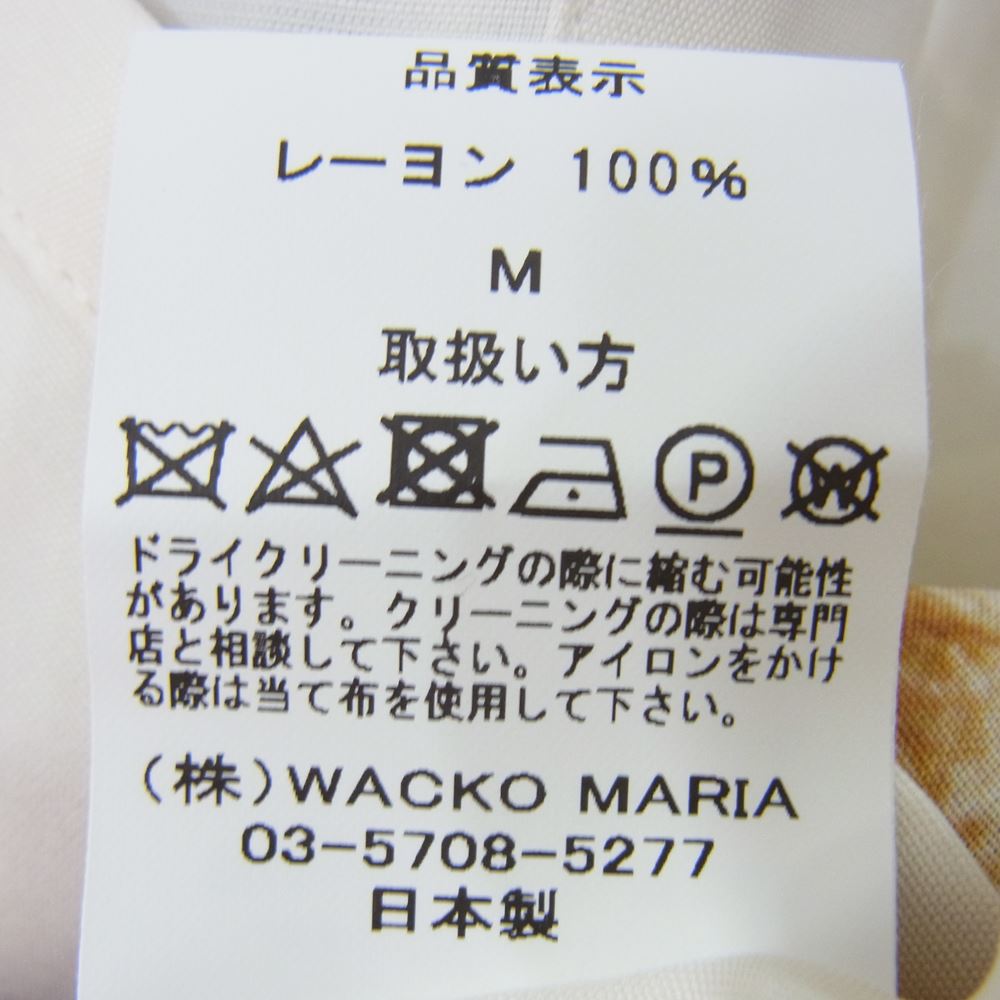 品質表示
レーヨン 100%
M
取扱い方
P W
ドライクリーニングの際に縮む可能性
があります。クリーニングの際は専門
店と相談して下さい。アイロンをかけ
る際は当て布を使用して下さい。
(株)WACKO MARIA
03-5708-5277
日本製